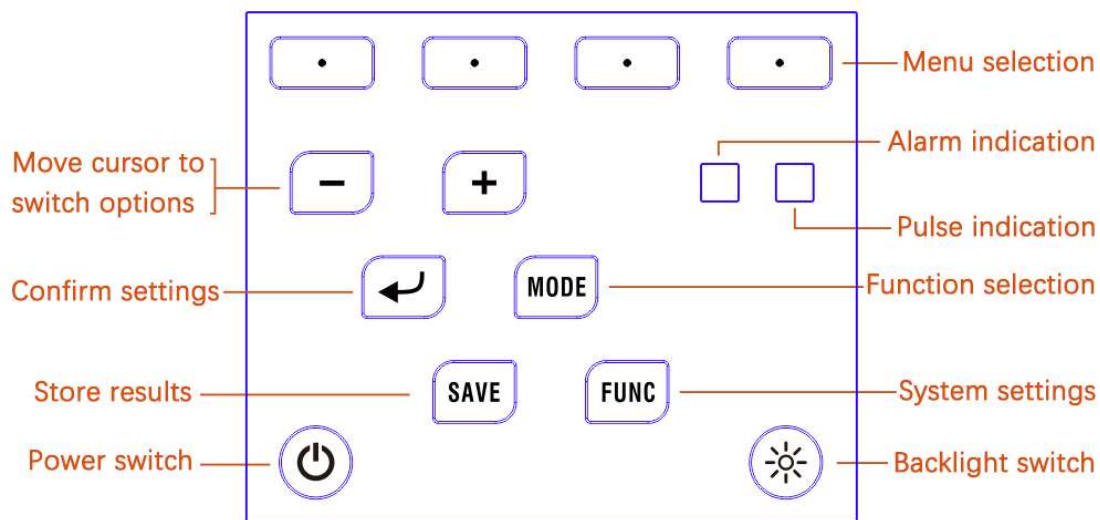 Menu selection
Alarm indication
Move cursor to
switch options
−
+
Pulse indication
Confirm settings
MODE
Function selection
Store results
SAVE
FUNC
System settings
Power switch
Backlight switch